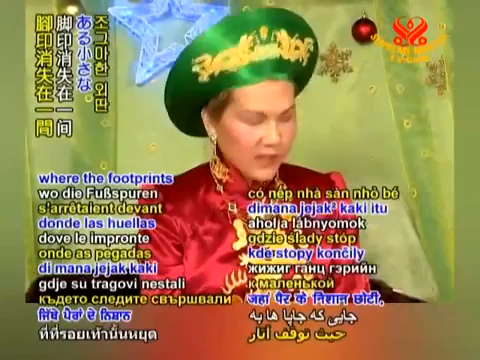 조그마한 외딴
ある小さな
脚印消失在一间
腳印消失在一間
where the footprints
wo die Fußspuren
s'arrêtaient devant
donde las huellas
dove le impronte
onde as pegadas
di mana jejak kaki
gdje su tragovi nestali
където следите свършвали
ਜਿੱਥੇ ਪੈਰਾਂ ਦੇ ਨਿਸ਼ਾਨ
ที่ที่รอยเท้านั้นหยุด
có nếp nhà sàn nhỏ bé
dimana jejak² kaki itu
ahol a lábnyomok
gdzie ślady stóp
kde stopy končily
жижиг ганц гэрийн
к маленькой
जहां पैर के निशान छोटी,
جایی که جاپا ها به
حيث توقف آثار